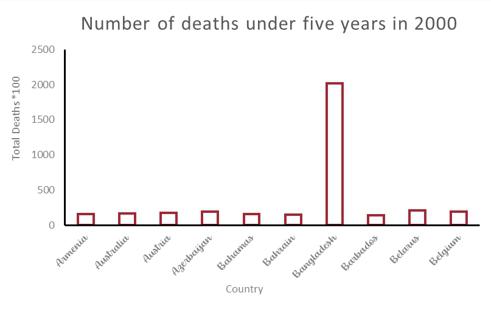 Number of deaths under five years in 2000
Total Deaths *100
2500
2000
1500
1000
500
0
Armenia
Australia
Austria
Azerbaijan
Bahamas
Bahrain
Bangladesh
Barbados
Belarus
Belgium
Country